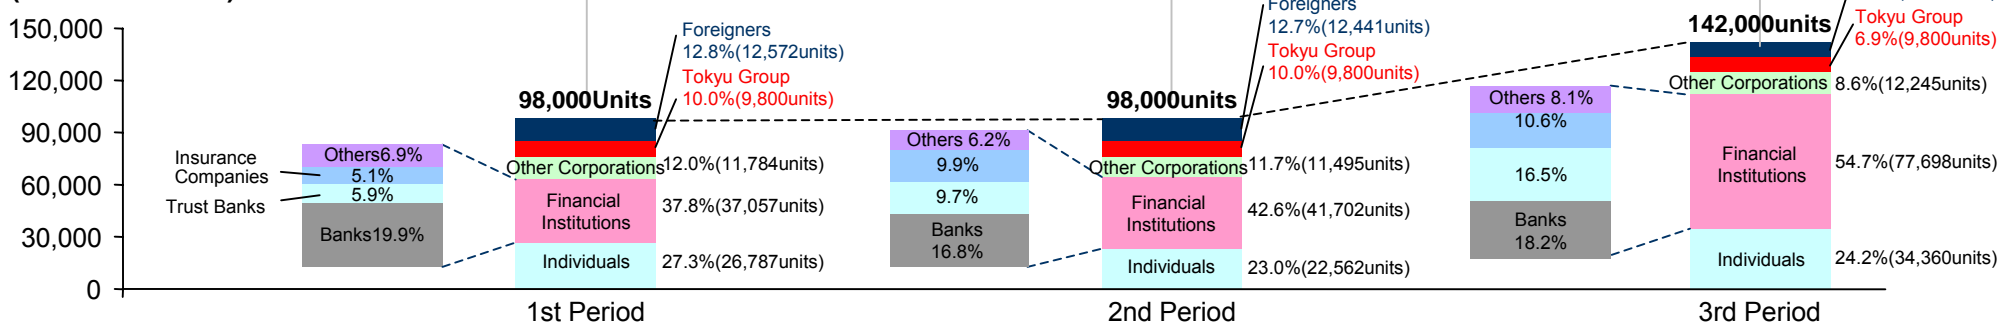 150,000
120,000
90,000
60,000
30,000
0
Insurance
Companies
Trust Banks
Others6.9%
5.1%
5.9%
Banks19.9%
98,000Units
Foreigners
12.8%(12,572units)
Tokyu Group
10.0%(9,800units)
Other Corporations
12.0%(11,784units)
Financial
Institutions
37.8%(37,057units)
Individuals
27.3%(26,787units)
1st Period
Others 6.2%
9.9%
9.7%
Banks
16.8%
98,000units
Foreigners
12.7%(12,441units)
Tokyu Group
10.0%(9,800units)
Other Corporations
11.7%(11,495units)
Financial
Institutions
42.6%(41,702units)
Individuals
23.0%(22,562units)
2nd Period
Others 8.1%
10.6%
16.5%
Banks
18.2%
142,000units
Tokyu Group
6.9%(9,800units)
Other Corporations
8.6%(12,245units)
Financial
Institutions
54.7%(77,698units)
Individuals
24.2%(34,360units)
3rd Period